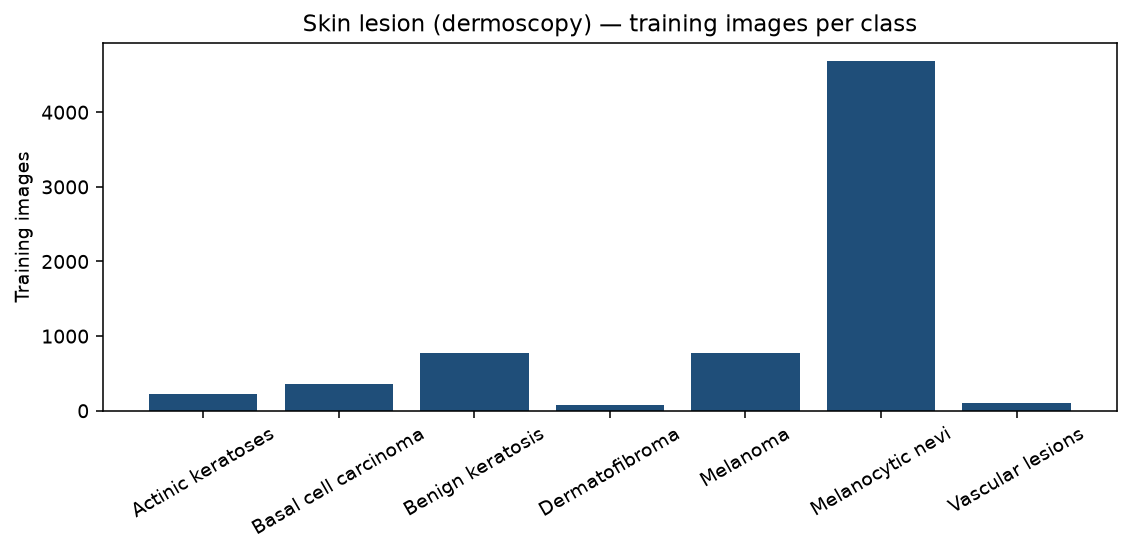 Skin lesion (dermoscopy) — training images per class
Training images
4000
3000
2000
1000
0
Actinic keratoses
Basal cell carcinoma
Benign keratosis
Dermatofibroma
Melanoma
Melanocytic nevi
Vascular lesions